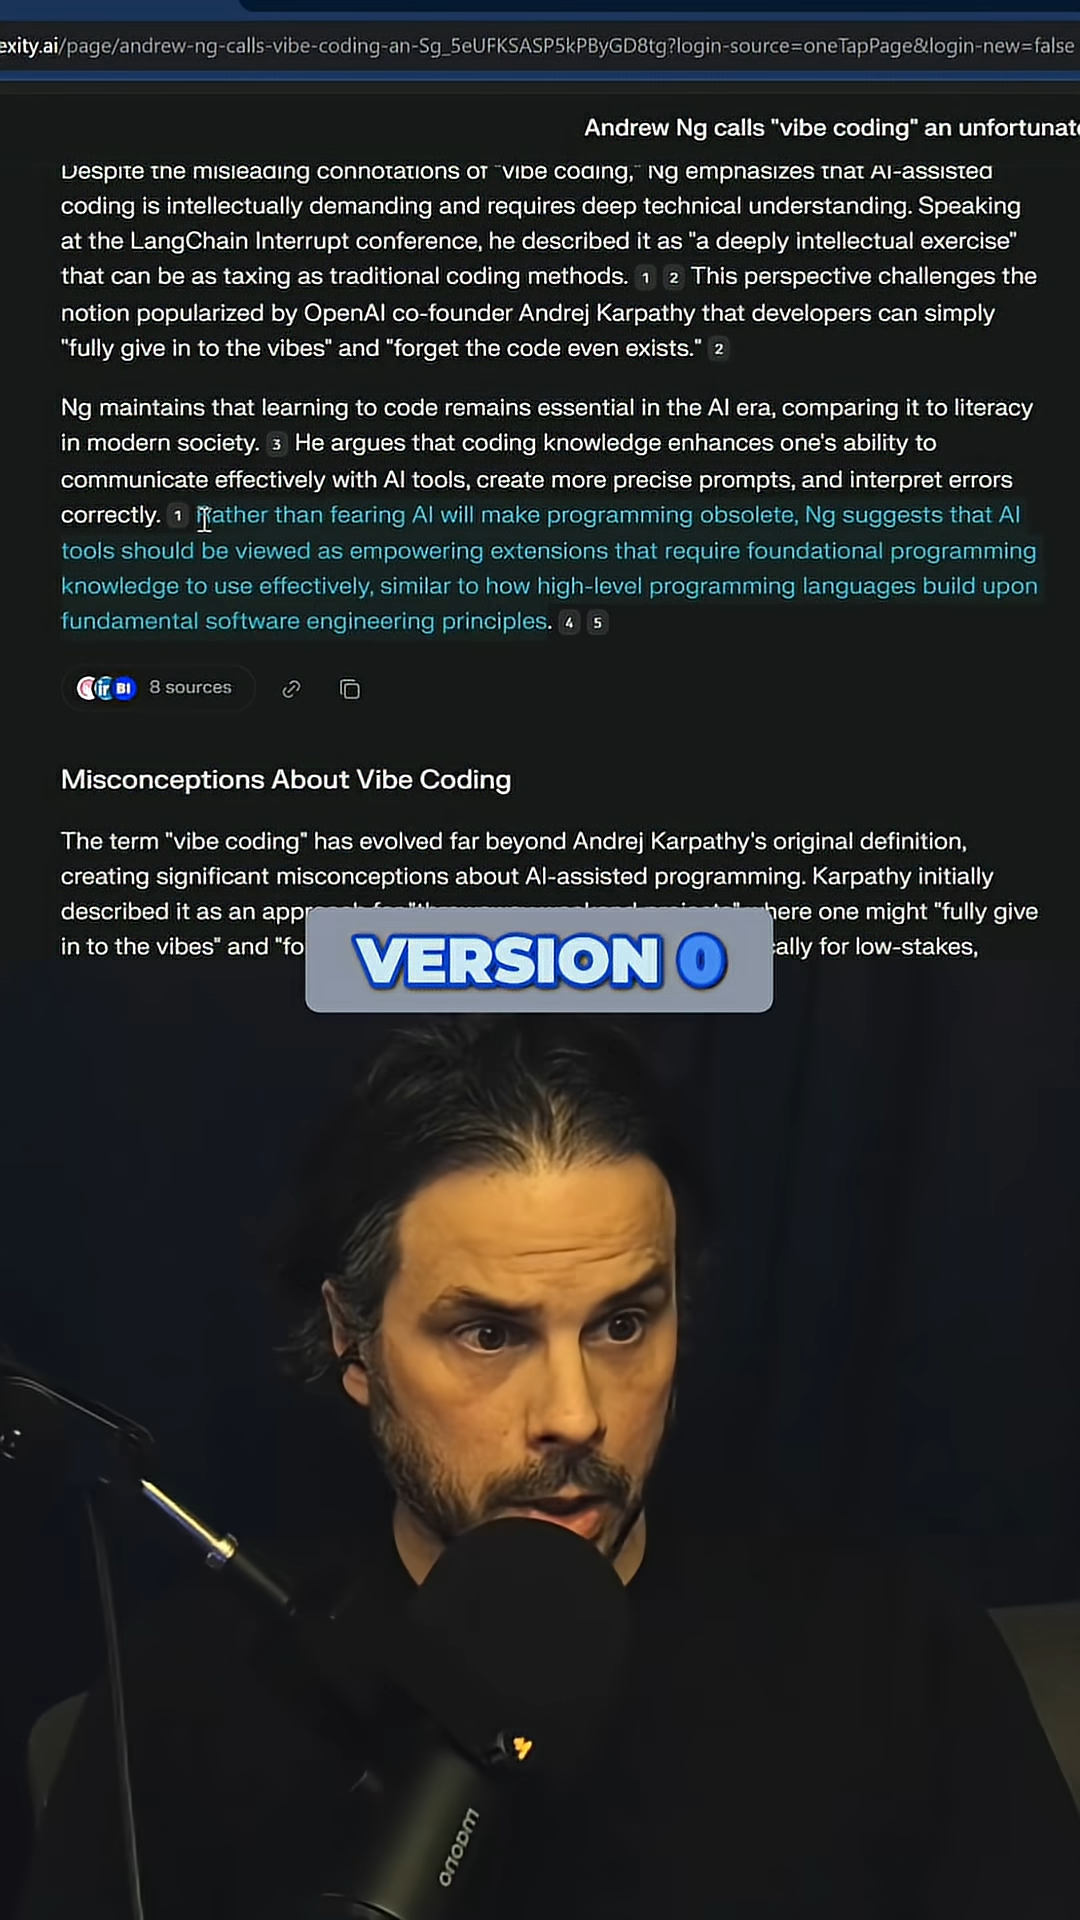 exity.ai/page/andrew-ng-calls-vibe-coding-an-Sg_5eUFKSASP5kPByGD8tg?login-source=oneTapPage&login-new=false
Andrew Ng calls "vibe coding" an unfortunat
Despite the misleading connotations of "vibe coding," Ng emphasizes that AI-assisted
coding is intellectually demanding and requires deep technical understanding. Speaking
at the LangChain Interrupt conference, he described it as "a deeply intellectual exercise"
that can be as taxing as traditional coding methods. 1 2 This perspective challenges the
notion popularized by OpenAI co-founder Andrej Karpathy that developers can simply
"fully give in to the vibes" and "forget the code even exists." 2
Ng maintains that learning to code remains essential in the AI era, comparing it to literacy
in modern society. 3 He argues that coding knowledge enhances one's ability to
communicate effectively with AI tools, create more precise prompts, and interpret errors
correctly. 1 Rather than fearing AI will make programming obsolete, Ng suggests that AI
tools should be viewed as empowering extensions that require foundational programming
knowledge to use effectively, similar to how high-level programming languages build upon
fundamental software engineering principles. 4 5
in BI 8 sources
Misconceptions About Vibe Coding
The term "vibe coding" has evolved far beyond Andrej Karpathy's original definition,
creating significant misconceptions about AI-assisted programming. Karpathy initially
described it as an where one might "fully give
in to the vibes" and "fo ally for low-stakes,
VERSION 0
maono